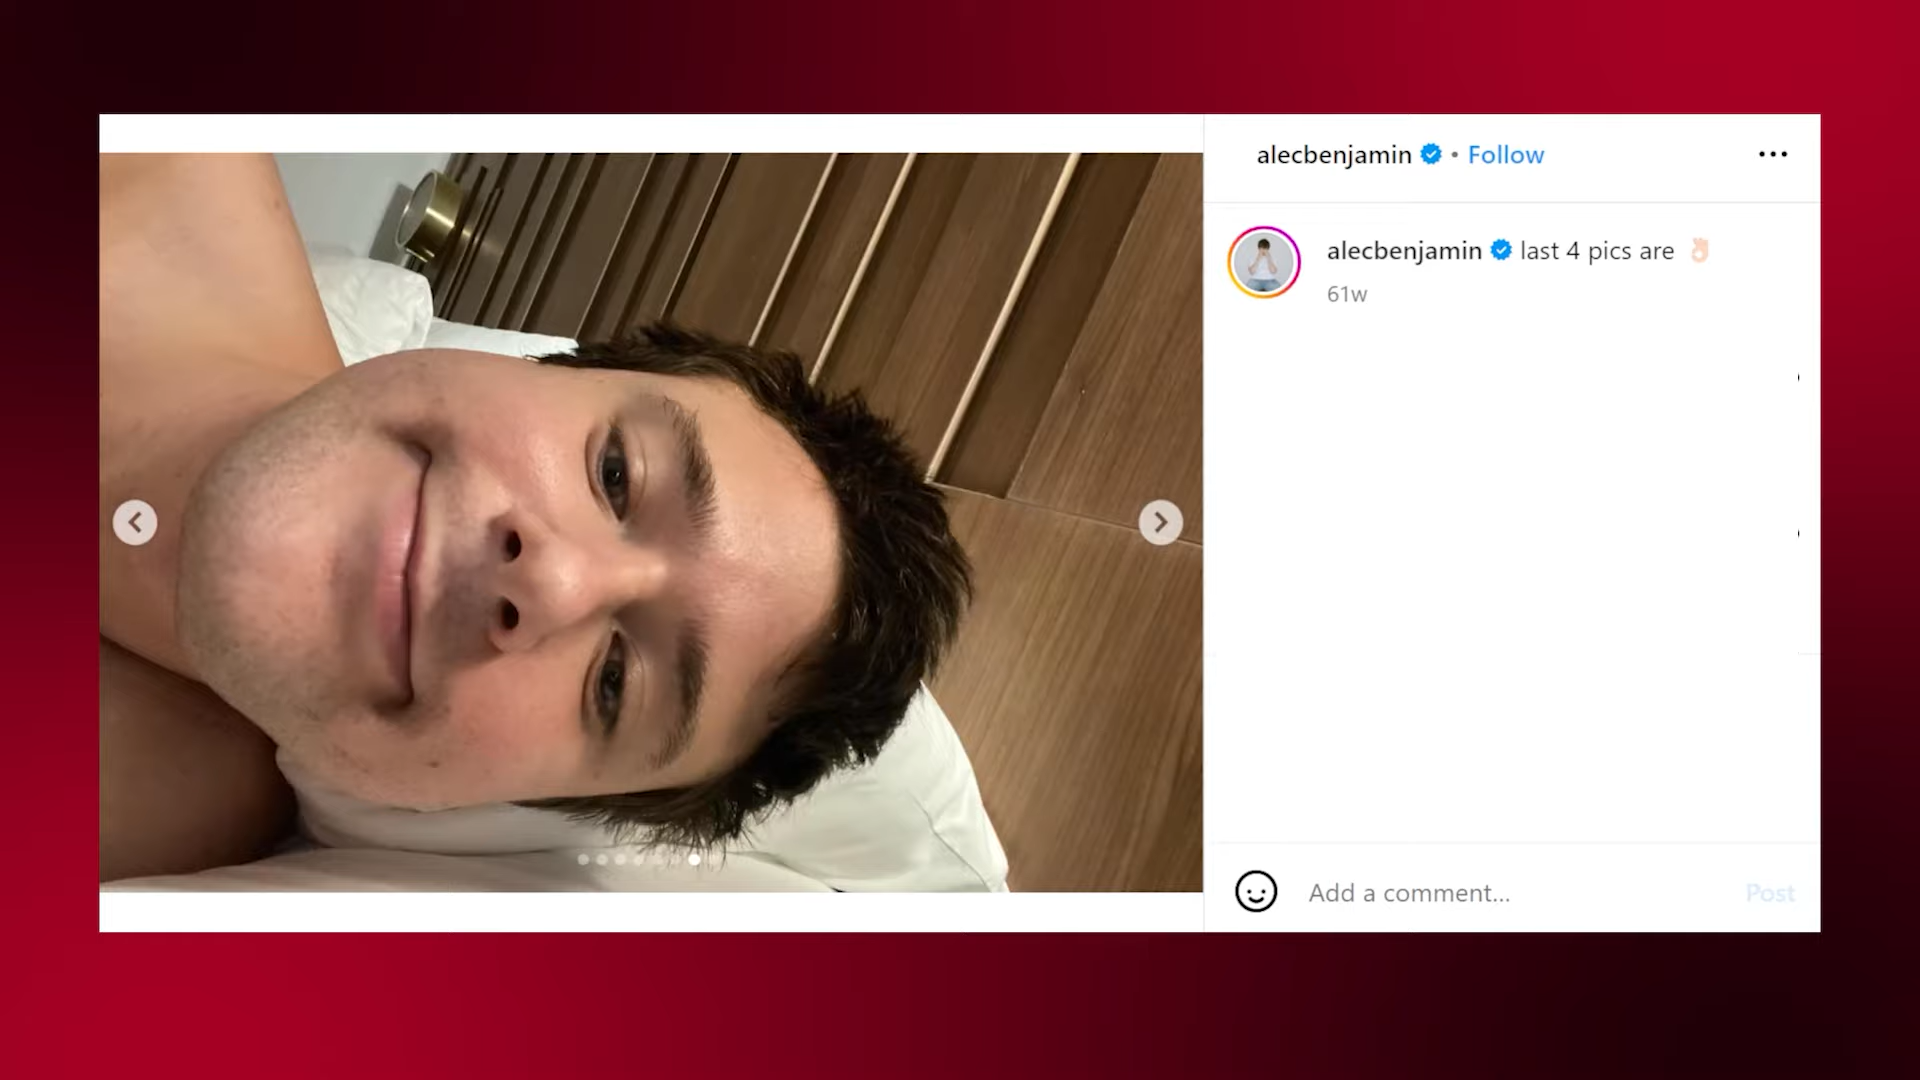 alecbenjamin • Follow
alecbenjamin last 4 pics are 👌🏻
61w
Add a comment... Post